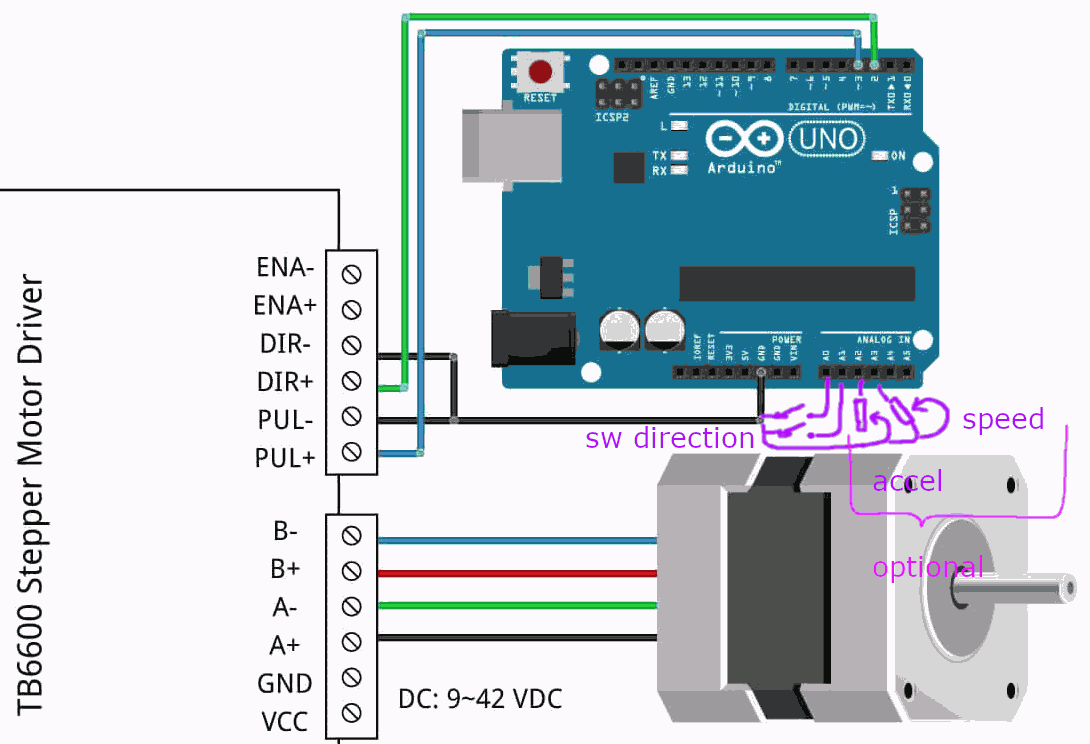 RESET
ICSP2
AREF
GND
13
12
~11
~10
~9
8
7
~6
~5
4
~3
2
TX0▶1
RX0◀0
DIGITAL (PWM=~)
L
TX
RX
UNO
Arduino™
ON
1
ICSP
IOREF
RESET
3V3
5V
GND
GND
VIN
POWER
ANALOG IN
A0
A1
A2
A3
A4
A5
TB6600 Stepper Motor Driver
ENA-
ENA+
DIR-
DIR+
PUL-
PUL+
sw direction
speed
accel
optional
B-
B+
A-
A+
GND
VCC
DC: 9~42 VDC